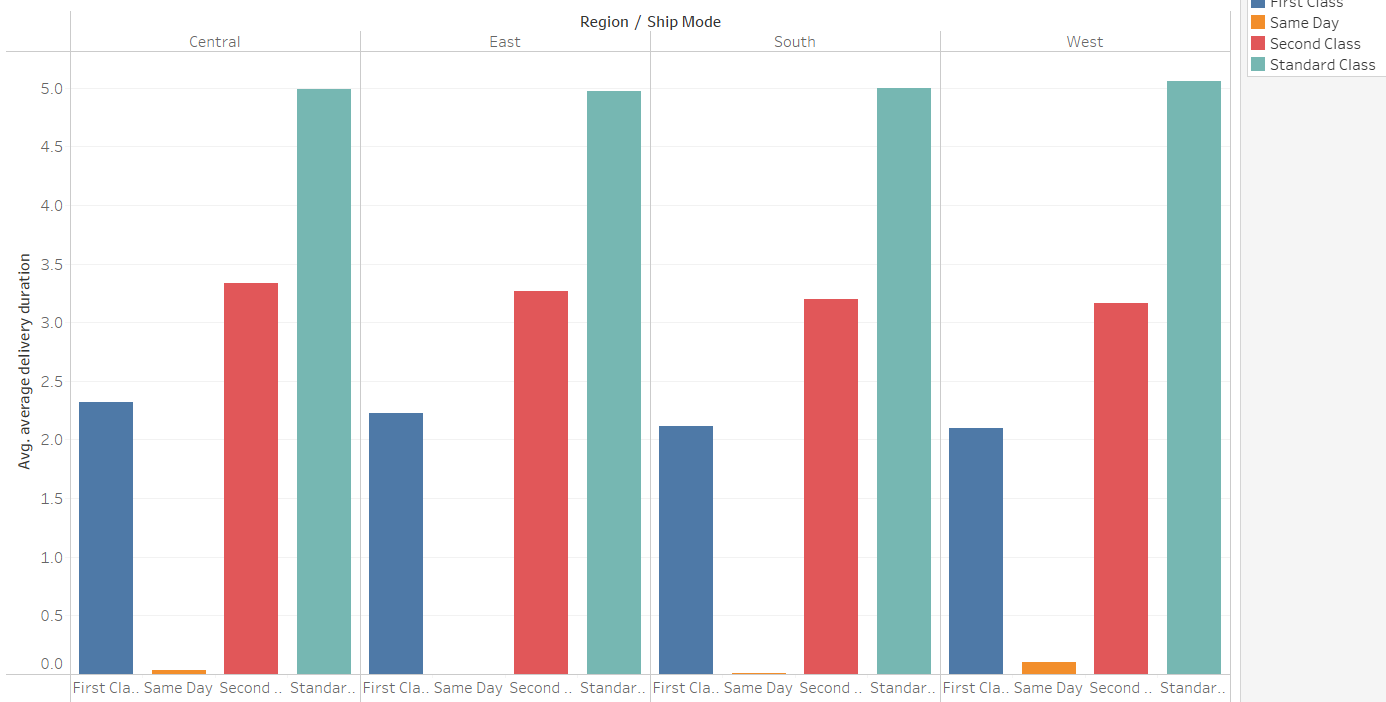 Region / Ship Mode
Central East South West
Avg. average delivery duration
5.0
4.5
4.0
3.5
3.0
2.5
2.0
1.5
1.0
0.5
0.0
First Cla.. Same Day Second .. Standar.. First Cla.. Same Day Second .. Standar.. First Cla.. Same Day Second .. Standar.. First Cla.. Same Day Second .. Standar..
First Class
Same Day
Second Class
Standard Class